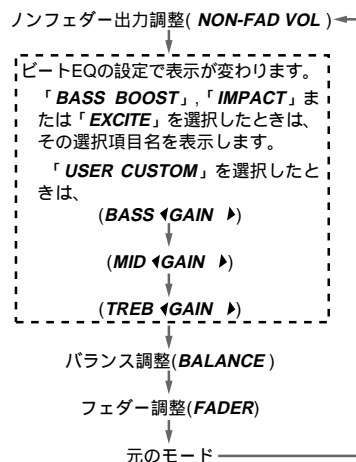 ノンフェダー出力調整( NON-FAD VOL )
ビートEQの設定で表示が変わります。
「BASS BOOST」,「IMPACT」ま
たは「EXCITE」を選択したときは、
その選択項目名を表示します。
「USER CUSTOM」を選択したと
きは、
(BASS ◀GAIN ▶)
(MID ◀GAIN ▶)
(TREB ◀GAIN ▶)
バランス調整(BALANCE )
フェダー調整(FADER)
元のモード